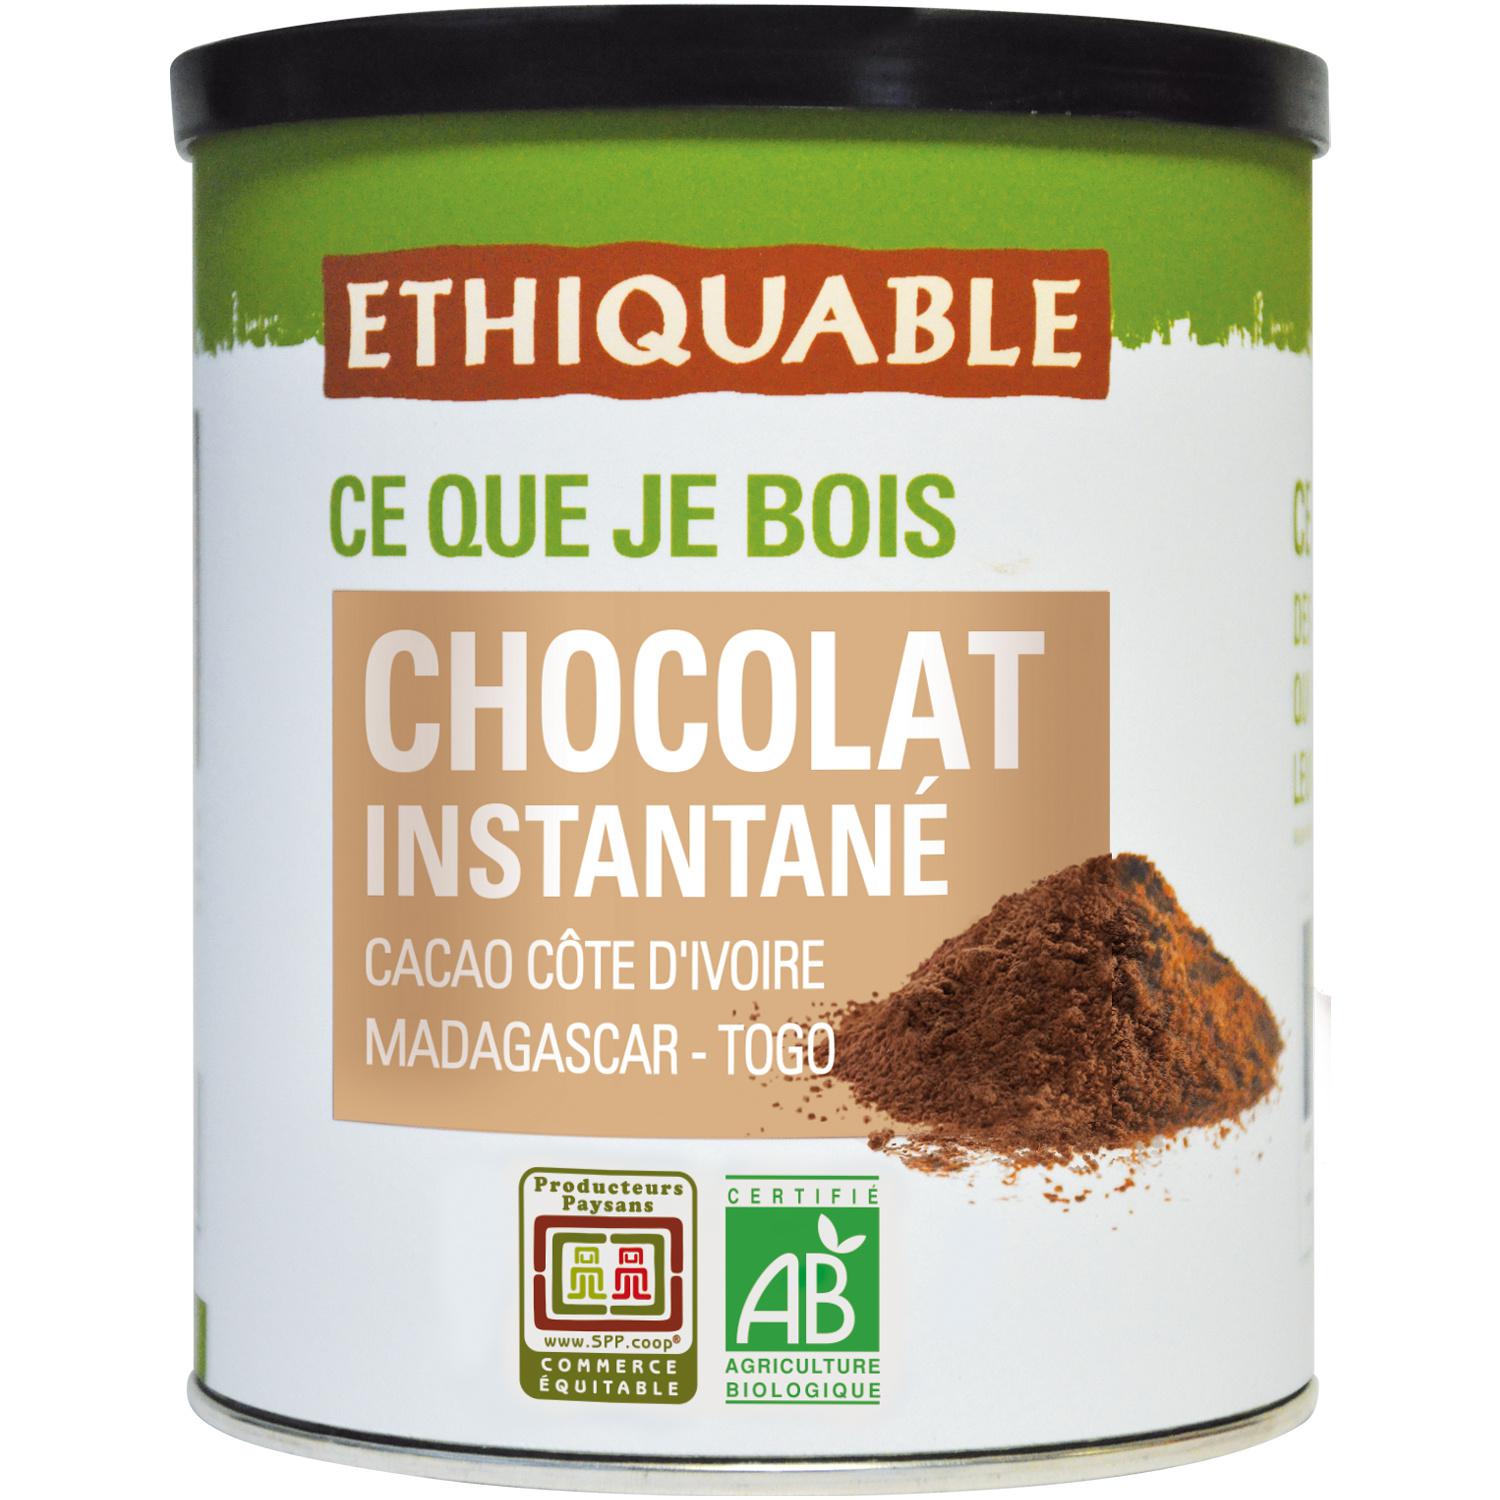 ETHIQUABLE
CE QUE JE BOIS
CHOCOLAT
INSTANTANÉ
CACAO CÔTE D'IVOIRE
MADAGASCAR - TOGO
Producteurs
Paysans
www.SPP.coop®
COMMERCE
ÉQUITABLE
CERTIFIÉ
AB
AGRICULTURE
BIOLOGIQUE